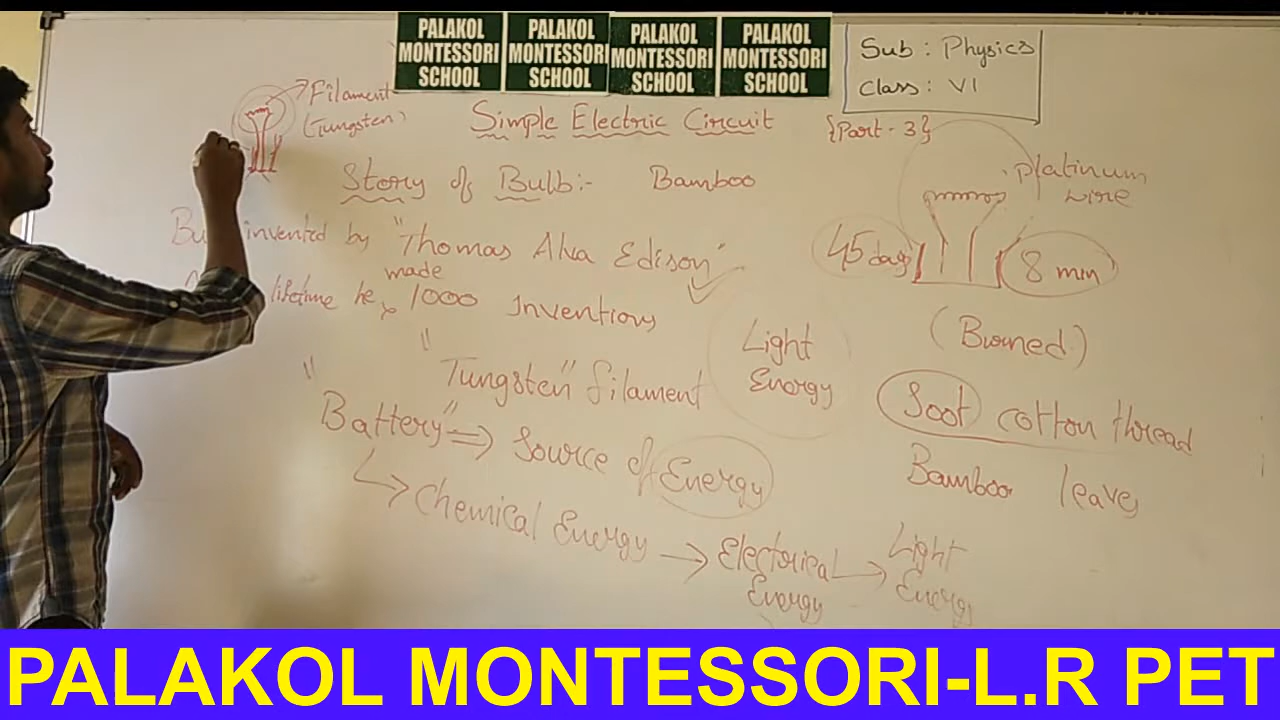 PALAKOL MONTESSORI SCHOOL
PALAKOL MONTESSORI SCHOOL
PALAKOL MONTESSORI SCHOOL
PALAKOL MONTESSORI SCHOOL
Sub : Physics
Class : VI
Filament
(Tungsten)
Simple Electric Circuit {Part - 3}
Story of Bulb:- Bamboo
platinum
wire
invented by "Thomas Alva Edison"
45 days
8 min
lifetime he made 1000 Inventions
(Burned)
Light
Energy
"Tungsten" filament
Soot cotton thread
"Battery" => Source of Energy
Bamboo leaves
Chemical Energy → Electrical Energy → Light Energy
PALAKOL MONTESSORI-L.R PET